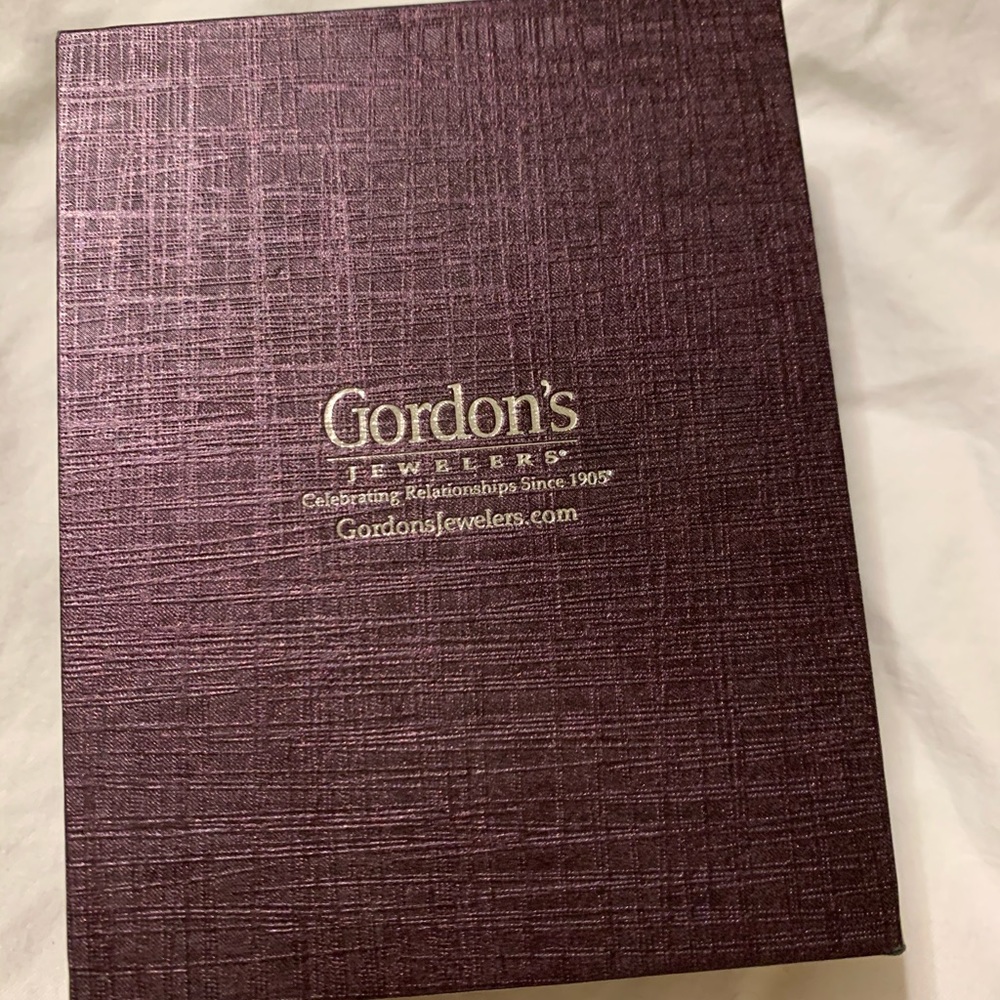 Gordon's
JEWELERS®
Celebrating Relationships Since 1905®
GordonsJewelers.com